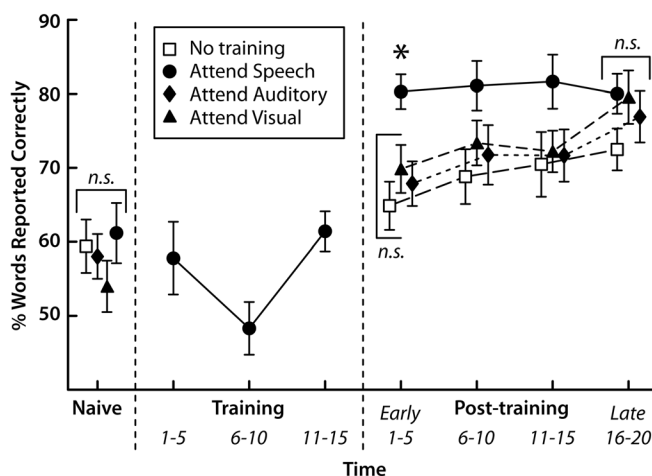 90
80
70
60
50
% Words Reported Correctly
No training
Attend Speech
Attend Auditory
Attend Visual
n.s.
*
n.s.
n.s.
Naive
Training
Early
Post-training
Late
1-5
6-10
11-15
1-5
6-10
11-15
16-20
Time